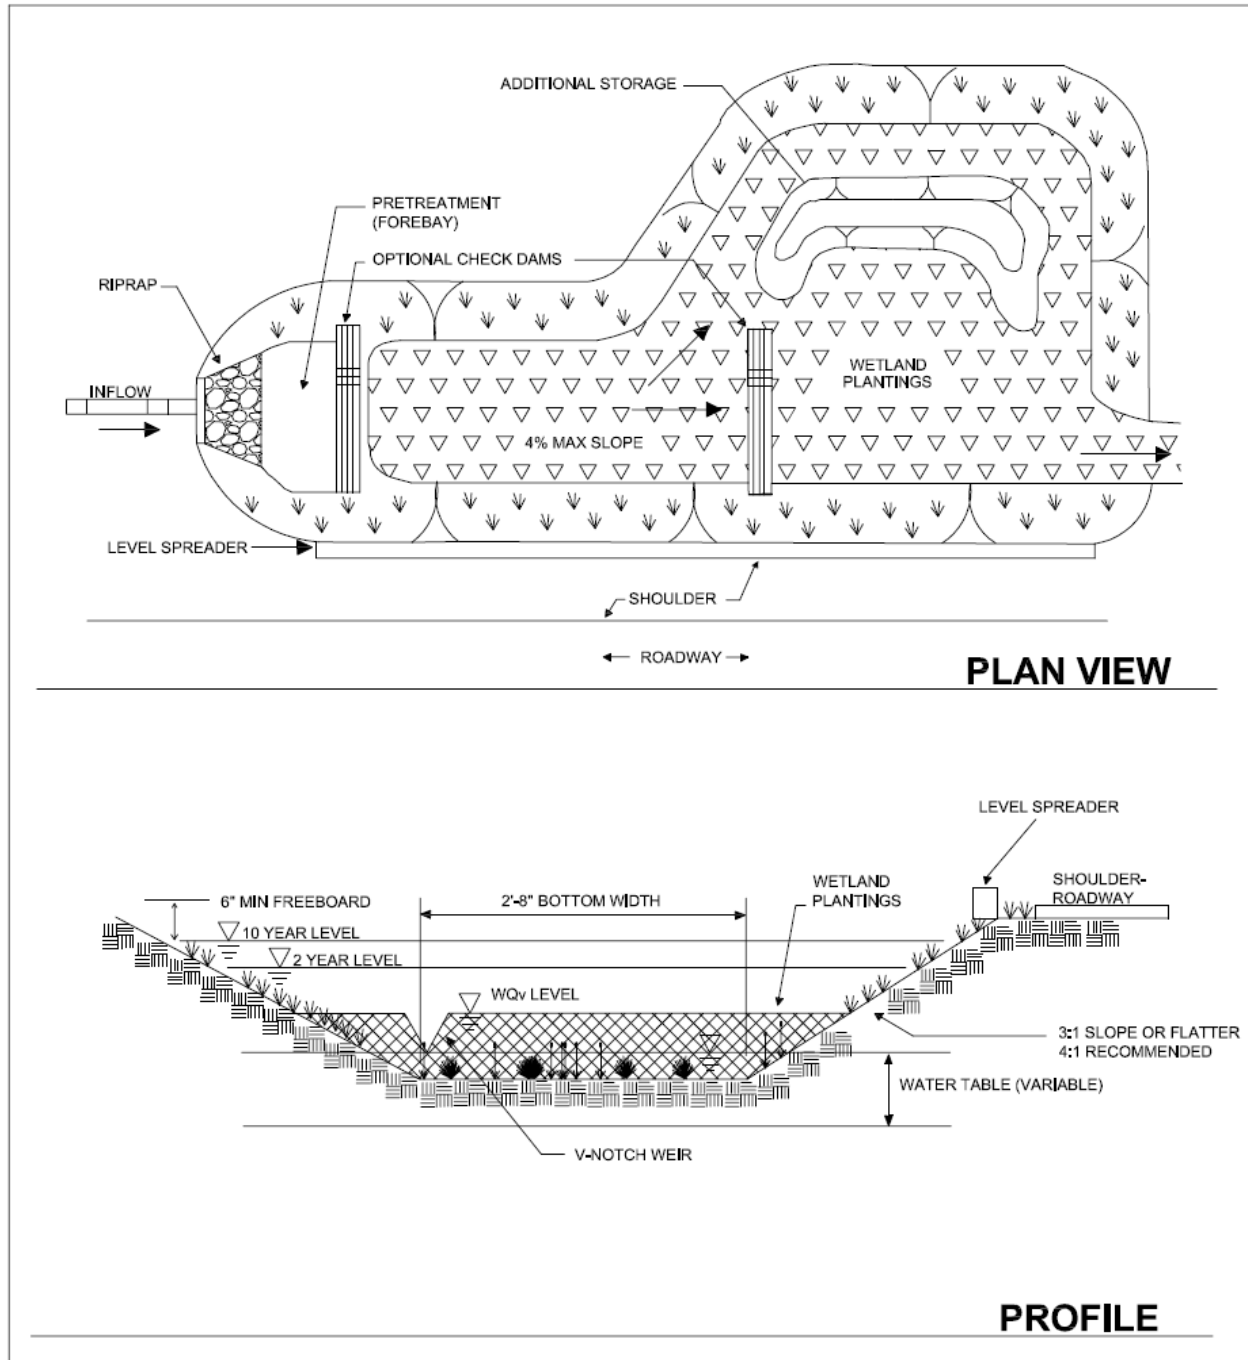 ADDITIONAL STORAGE
PRETREATMENT
(FOREBAY)
OPTIONAL CHECK DAMS
RIPRAP
INFLOW
WETLAND
PLANTINGS
4% MAX SLOPE
LEVEL SPREADER
SHOULDER
ROADWAY
PLAN VIEW
LEVEL SPREADER
6" MIN FREEBOARD
2'-8" BOTTOM WIDTH
WETLAND
PLANTINGS
SHOULDER-
ROADWAY
10 YEAR LEVEL
2 YEAR LEVEL
WQv LEVEL
3:1 SLOPE OR FLATTER
4:1 RECOMMENDED
WATER TABLE (VARIABLE)
V-NOTCH WEIR
PROFILE